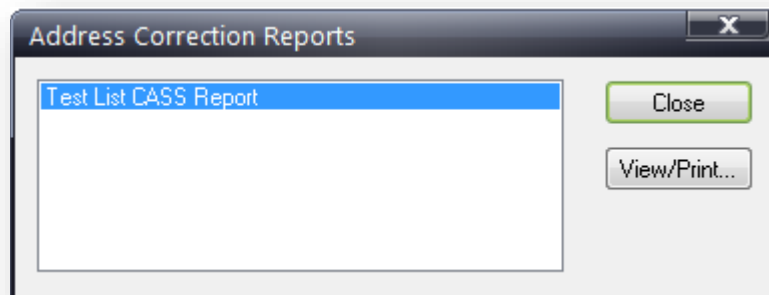 Address Correction Reports
X
Test List CASS Report
Close
View/Print...